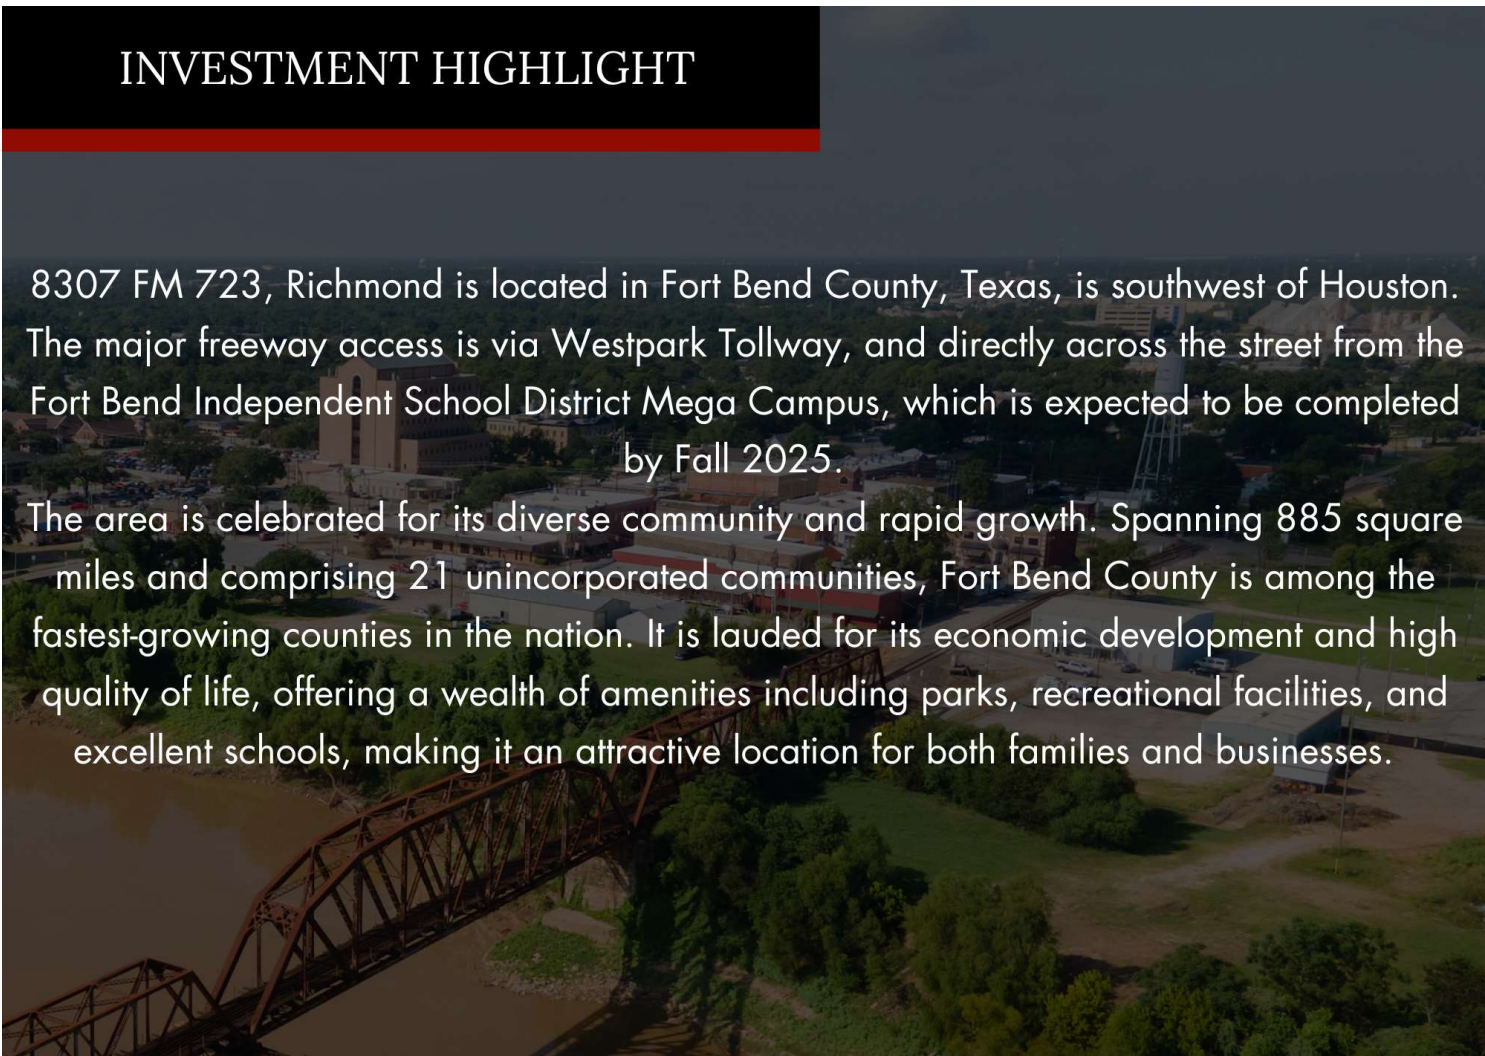 INVESTMENT HIGHLIGHT
8307 FM 723, Richmond is located in Fort Bend County, Texas, is southwest of Houston.
The major freeway access is via Westpark Tollway, and directly across the street from the
Fort Bend Independent School District Mega Campus, which is expected to be completed
by Fall 2025.
The area is celebrated for its diverse community and rapid growth. Spanning 885 square
miles and comprising 21 unincorporated communities, Fort Bend County is among the
fastest-growing counties in the nation. It is lauded for its economic development and high
quality of life, offering a wealth of amenities including parks, recreational facilities, and
excellent schools, making it an attractive location for both families and businesses.